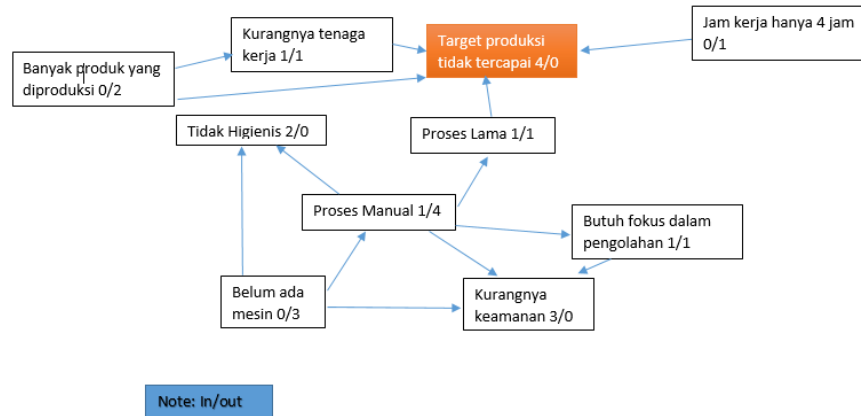 Kurangnya tenaga
kerja 1/1
Target produksi
tidak tercapai 4/0
Jam kerja hanya 4 jam
0/1
Banyak produk yang
diproduksi 0/2
Tidak Higienis 2/0
Proses Lama 1/1
Proses Manual 1/4
Butuh fokus dalam
pengolahan 1/1
Belum ada
mesin 0/3
Kurangnya
keamanan 3/0
Note: In/out